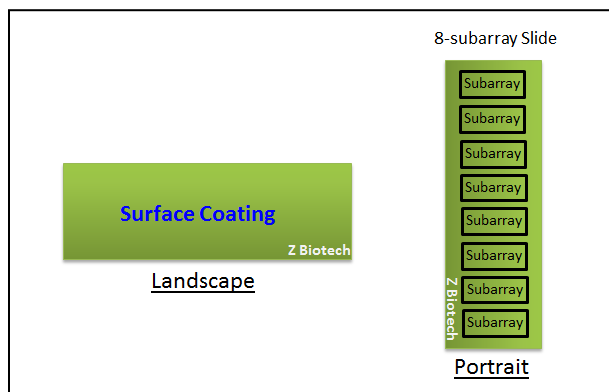 8-subarray Slide
Subarray
Subarray
Subarray
Subarray
Subarray
Subarray
Subarray
Subarray
Z Biotech
Portrait
Surface Coating
Z Biotech
Landscape